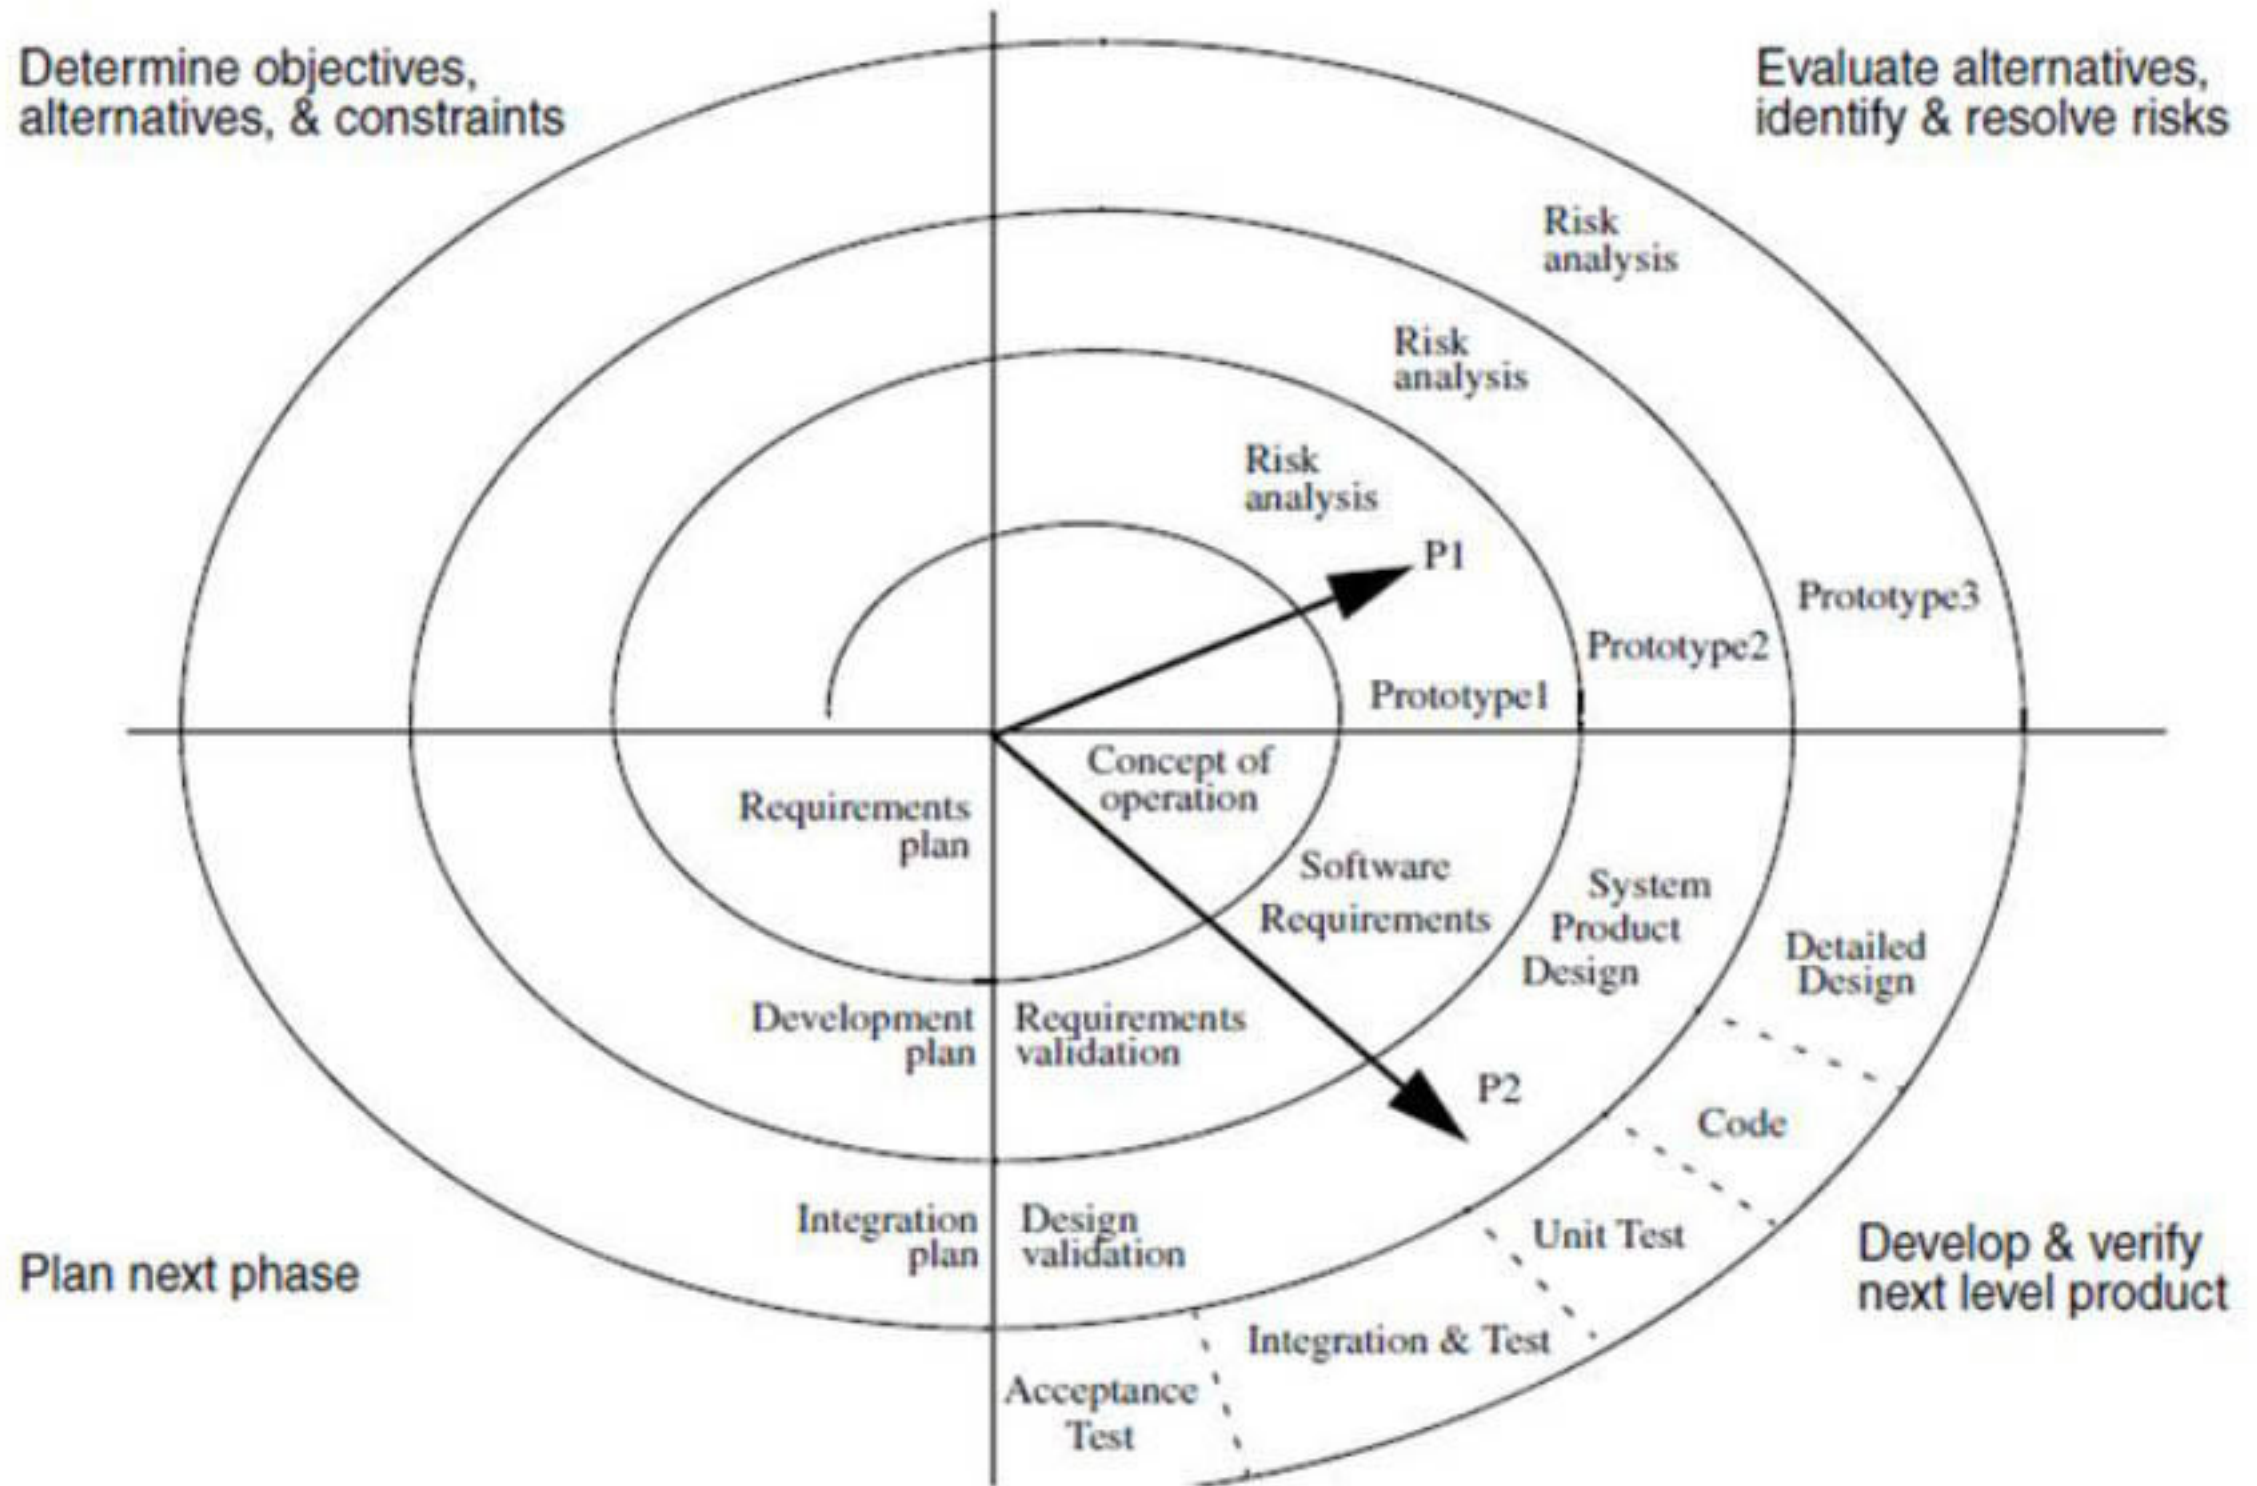 Determine objectives,
alternatives, & constraints
Evaluate alternatives,
identify & resolve risks
Risk
analysis
Risk
analysis
Risk
analysis
P1
Prototype3
Prototype2
Prototype1
Concept of
operation
Requirements
plan
Software
Requirements
System
Product
Design
Detailed
Design
Development
plan
Requirements
validation
P2
Code
Integration
plan
Design
validation
Unit Test
Plan next phase
Develop & verify
next level product
Integration & Test
Acceptance
Test